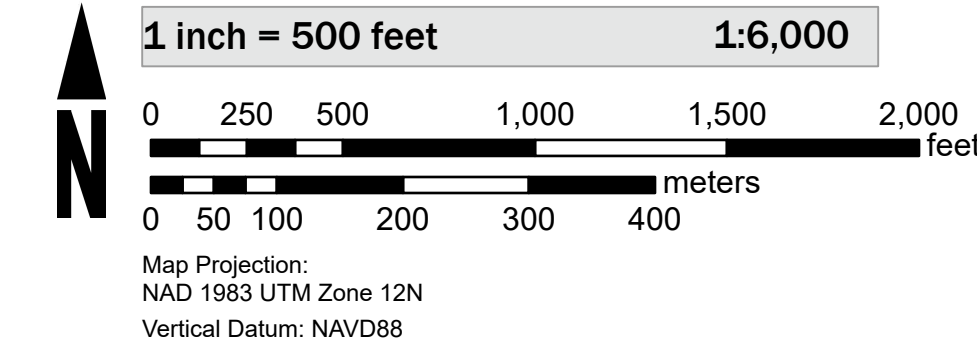 1 inch = 500 feet 1:6,000
0 250 500 1,000 1,500 2,000
feet
N
meters
0 50 100 200 300 400
Map Projection:
NAD 1983 UTM Zone 12N
Vertical Datum: NAVD88